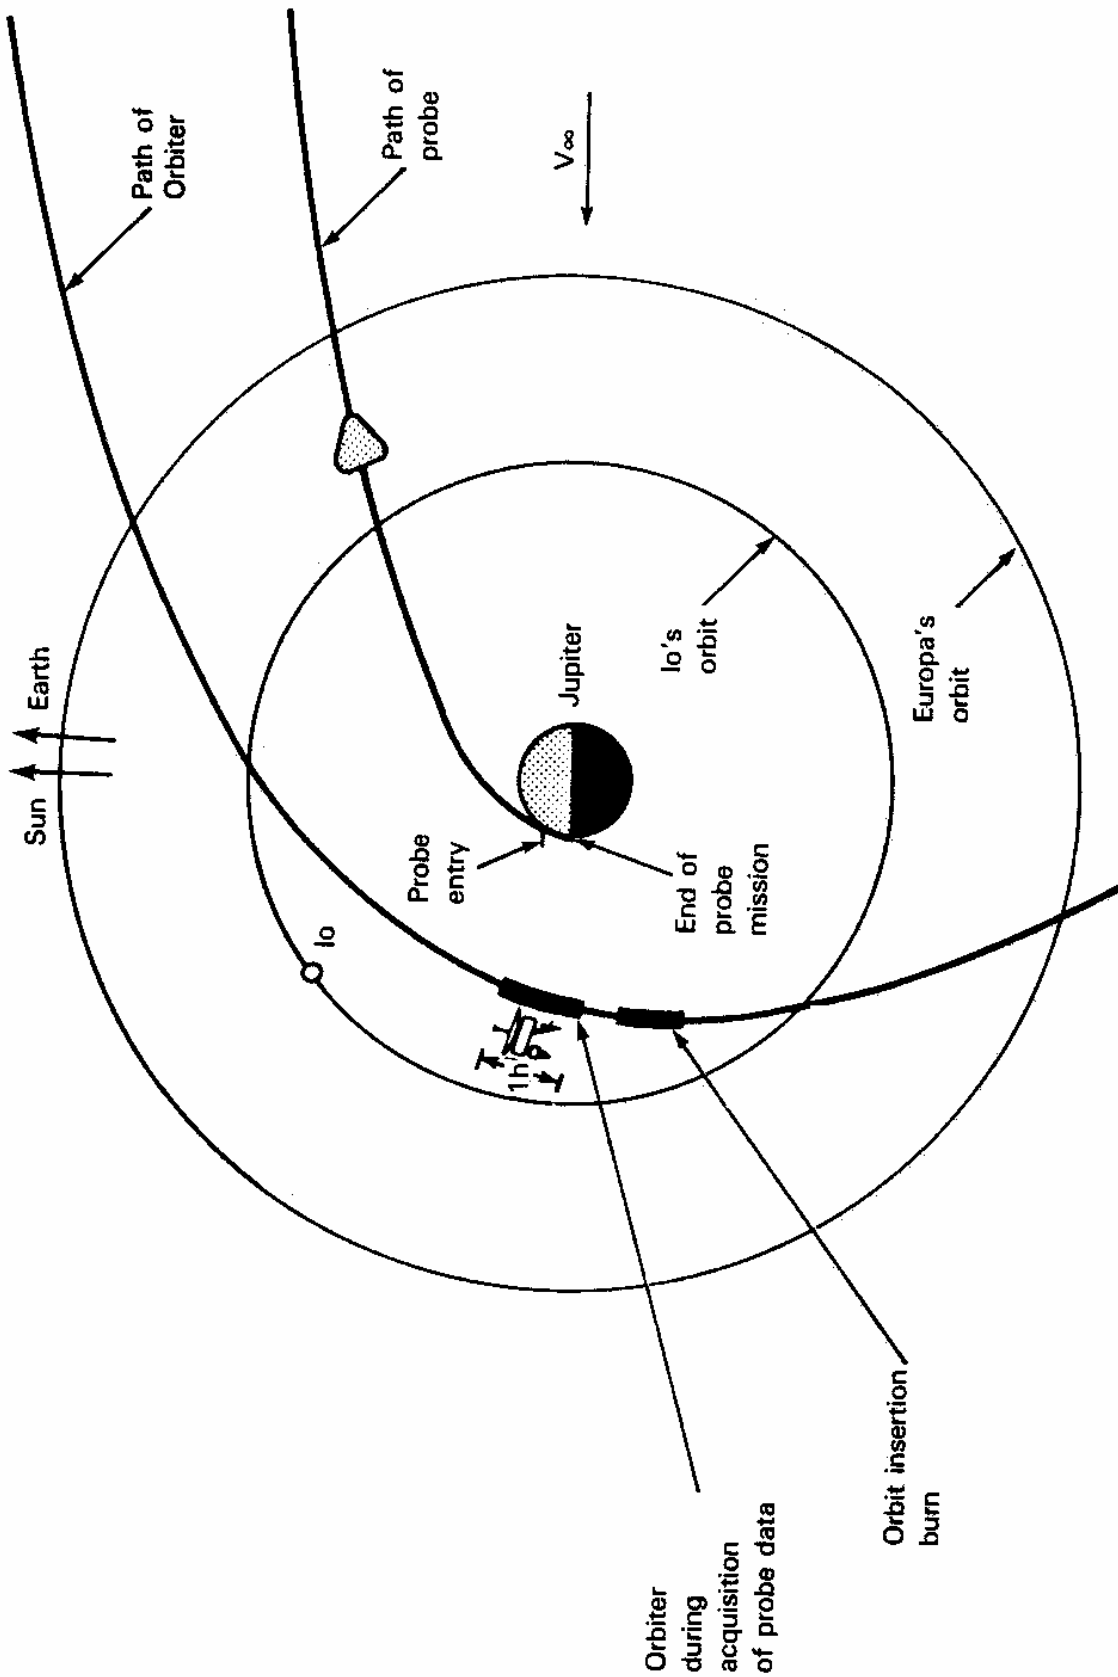 Sun
Earth
Path of
Orbiter
Path of
probe
V∞
Io
Probe
entry
Jupiter
1h
End of
probe
mission
Io's
orbit
Europa's
orbit
Orbiter
during
acquisition
of probe data
Orbit insertion
burn